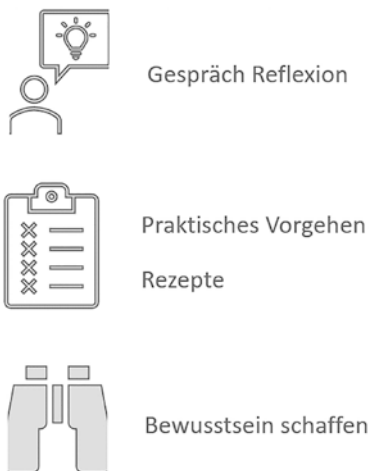 Gespräch Reflexion
Praktisches Vorgehen
Rezepte
Bewusstsein schaffen